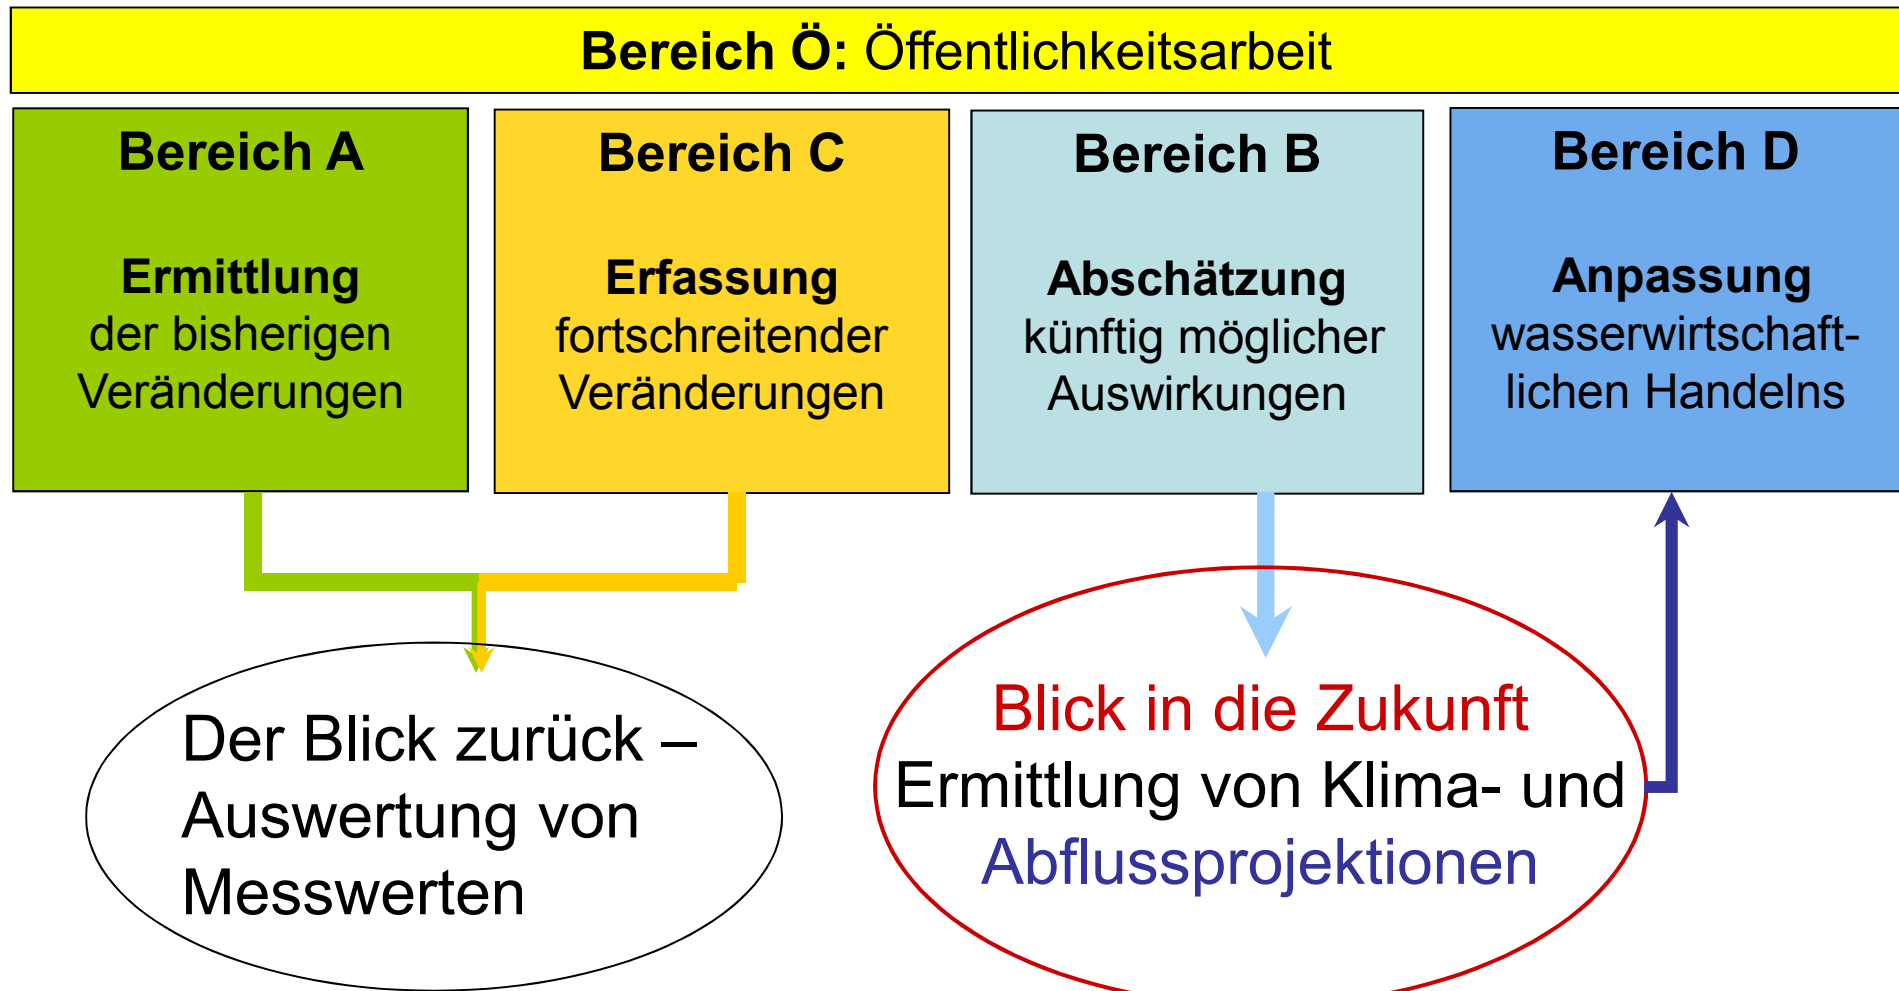 Bereich Ö: Öffentlichkeitsarbeit
Bereich A
Ermittlung
der bisherigen
Veränderungen
Bereich C
Erfassung
fortschreitender
Veränderungen
Bereich B
Abschätzung
künftig möglicher
Auswirkungen
Bereich D
Anpassung
wasserwirtschaft-
lichen Handelns
Der Blick zurück –
Auswertung von
Messwerten
Blick in die Zukunft
Ermittlung von Klima- und
Abflussprojektionen